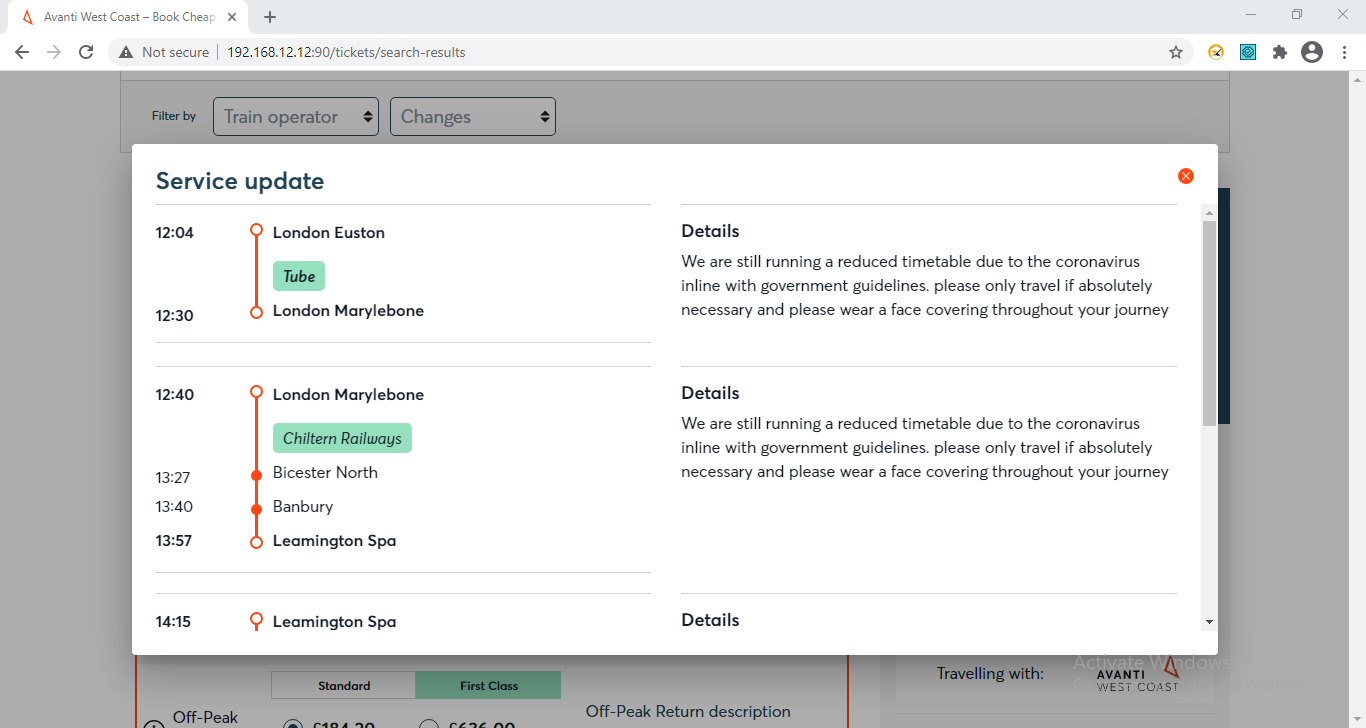 Avanti West Coast – Book Cheap
Not secure
192.168.12.12:90/tickets/search-results
Filter by
Train operator
Changes
Service update
12:04
London Euston
Tube
12:30
London Marylebone
Details
We are still running a reduced timetable due to the coronavirus
inline with government guidelines. please only travel if absolutely
necessary and please wear a face covering throughout your journey
12:40
London Marylebone
Chiltern Railways
13:27
Bicester North
13:40
Banbury
13:57
Leamington Spa
Details
We are still running a reduced timetable due to the coronavirus
inline with government guidelines. please only travel if absolutely
necessary and please wear a face covering throughout your journey
14:15
Leamington Spa
Details
Standard
First Class
Off-Peak
Off-Peak Return description
Travelling with:
AVANTI
WEST COAST
Activate Windows